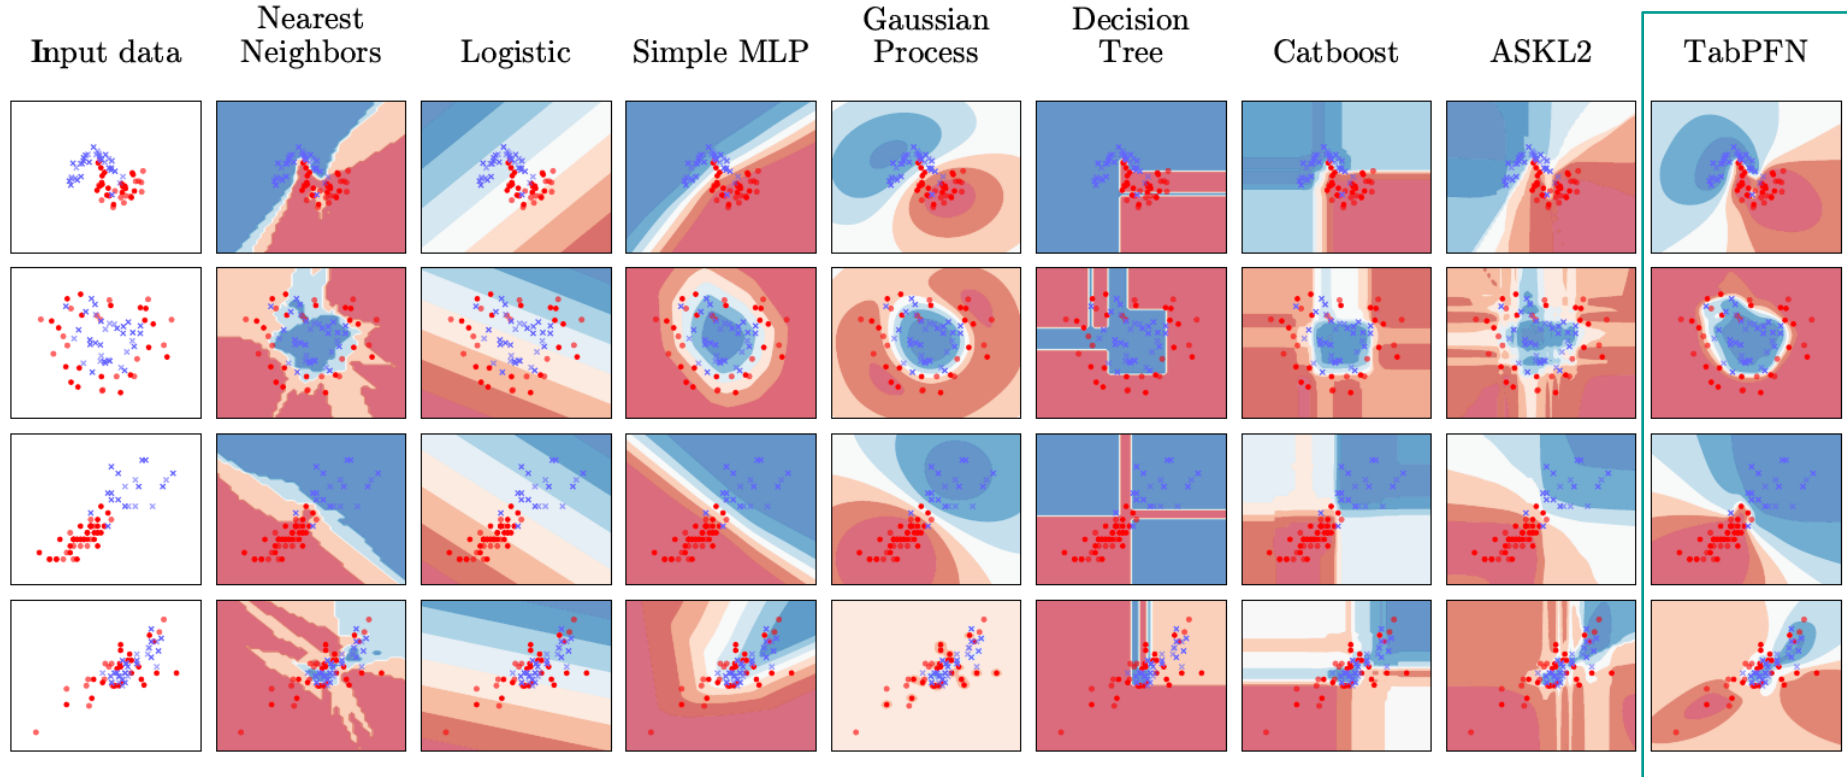 Input data
Nearest
Neighbors
Logistic
Simple MLP
Gaussian
Process
Decision
Tree
Catboost
ASKL2
TabPFN